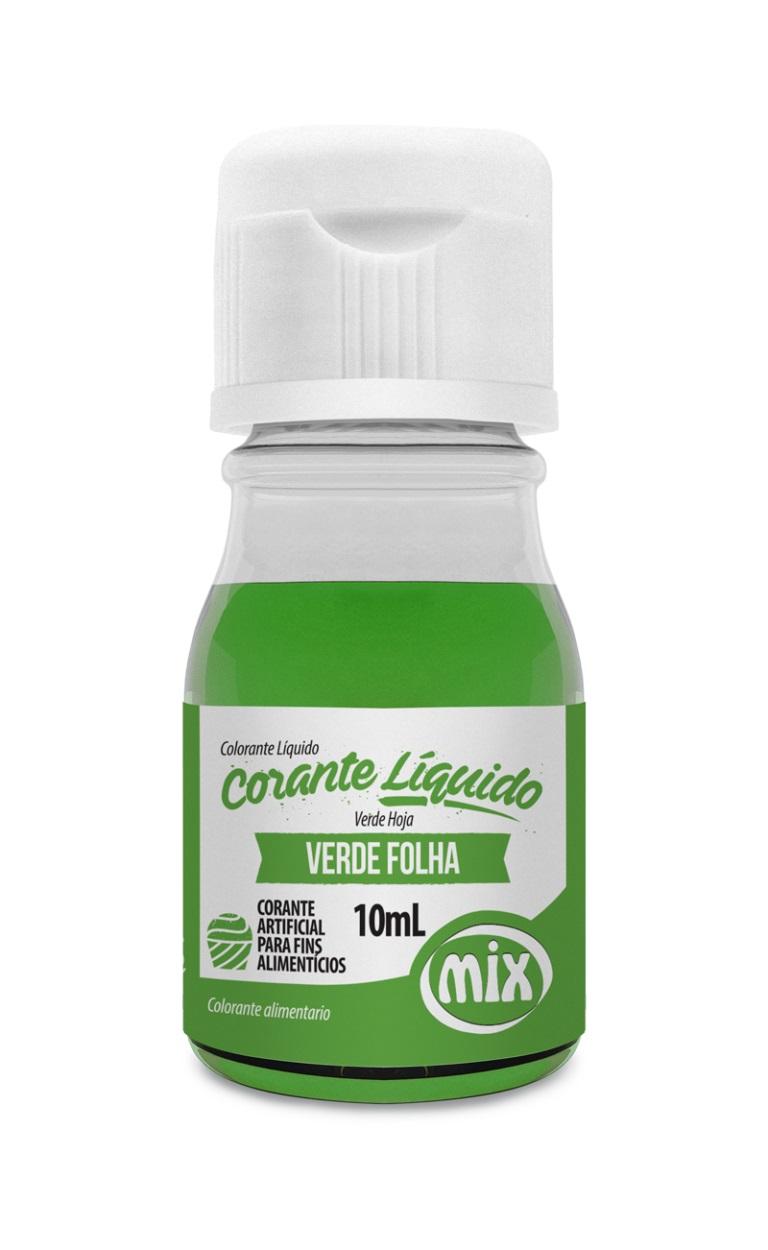 Colorante Líquido
Corante Líquido
Verde Hoja
VERDE FOLHA
CORANTE
ARTIFICIAL
PARA FINS
ALIMENTÍCIOS
10mL
mix
Colorante alimentario